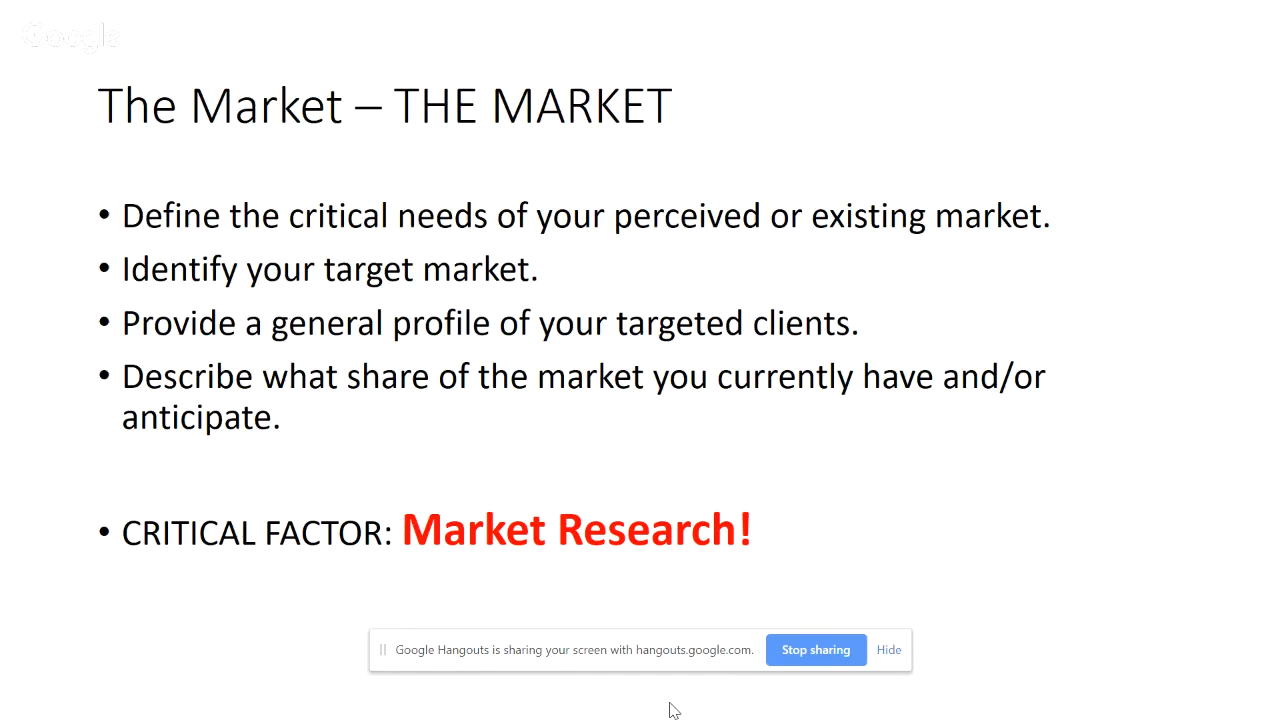 Google
The Market – THE MARKET
• Define the critical needs of your perceived or existing market.
• Identify your target market.
• Provide a general profile of your targeted clients.
• Describe what share of the market you currently have and/or
anticipate.
• CRITICAL FACTOR: Market Research!
Google Hangouts is sharing your screen with hangouts.google.com. Stop sharing Hide